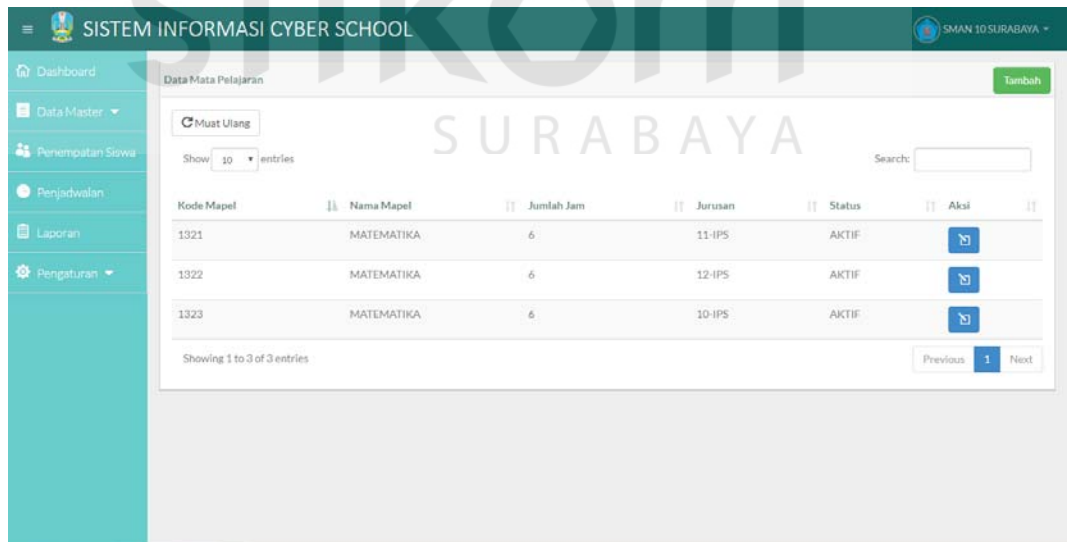 stikom
SISTEM INFORMASI CYBER SCHOOL
SMAN 10 SURABAYA
Dashboard
Data Mata Pelajaran
Tambah
Data Master
Muat Ulang
SURABAYA
Penempatan Siswa
Show 10 entries
Search:
Penjadwalan
Kode Mapel Nama Mapel Jumlah Jam Jurusan Status Aksi
Laporan
1321 MATEMATIKA 6 11-IPS AKTIF
Pengaturan
1322 MATEMATIKA 6 12-IPS AKTIF
1323 MATEMATIKA 6 10-IPS AKTIF
Showing 1 to 3 of 3 entries
Previous 1 Next